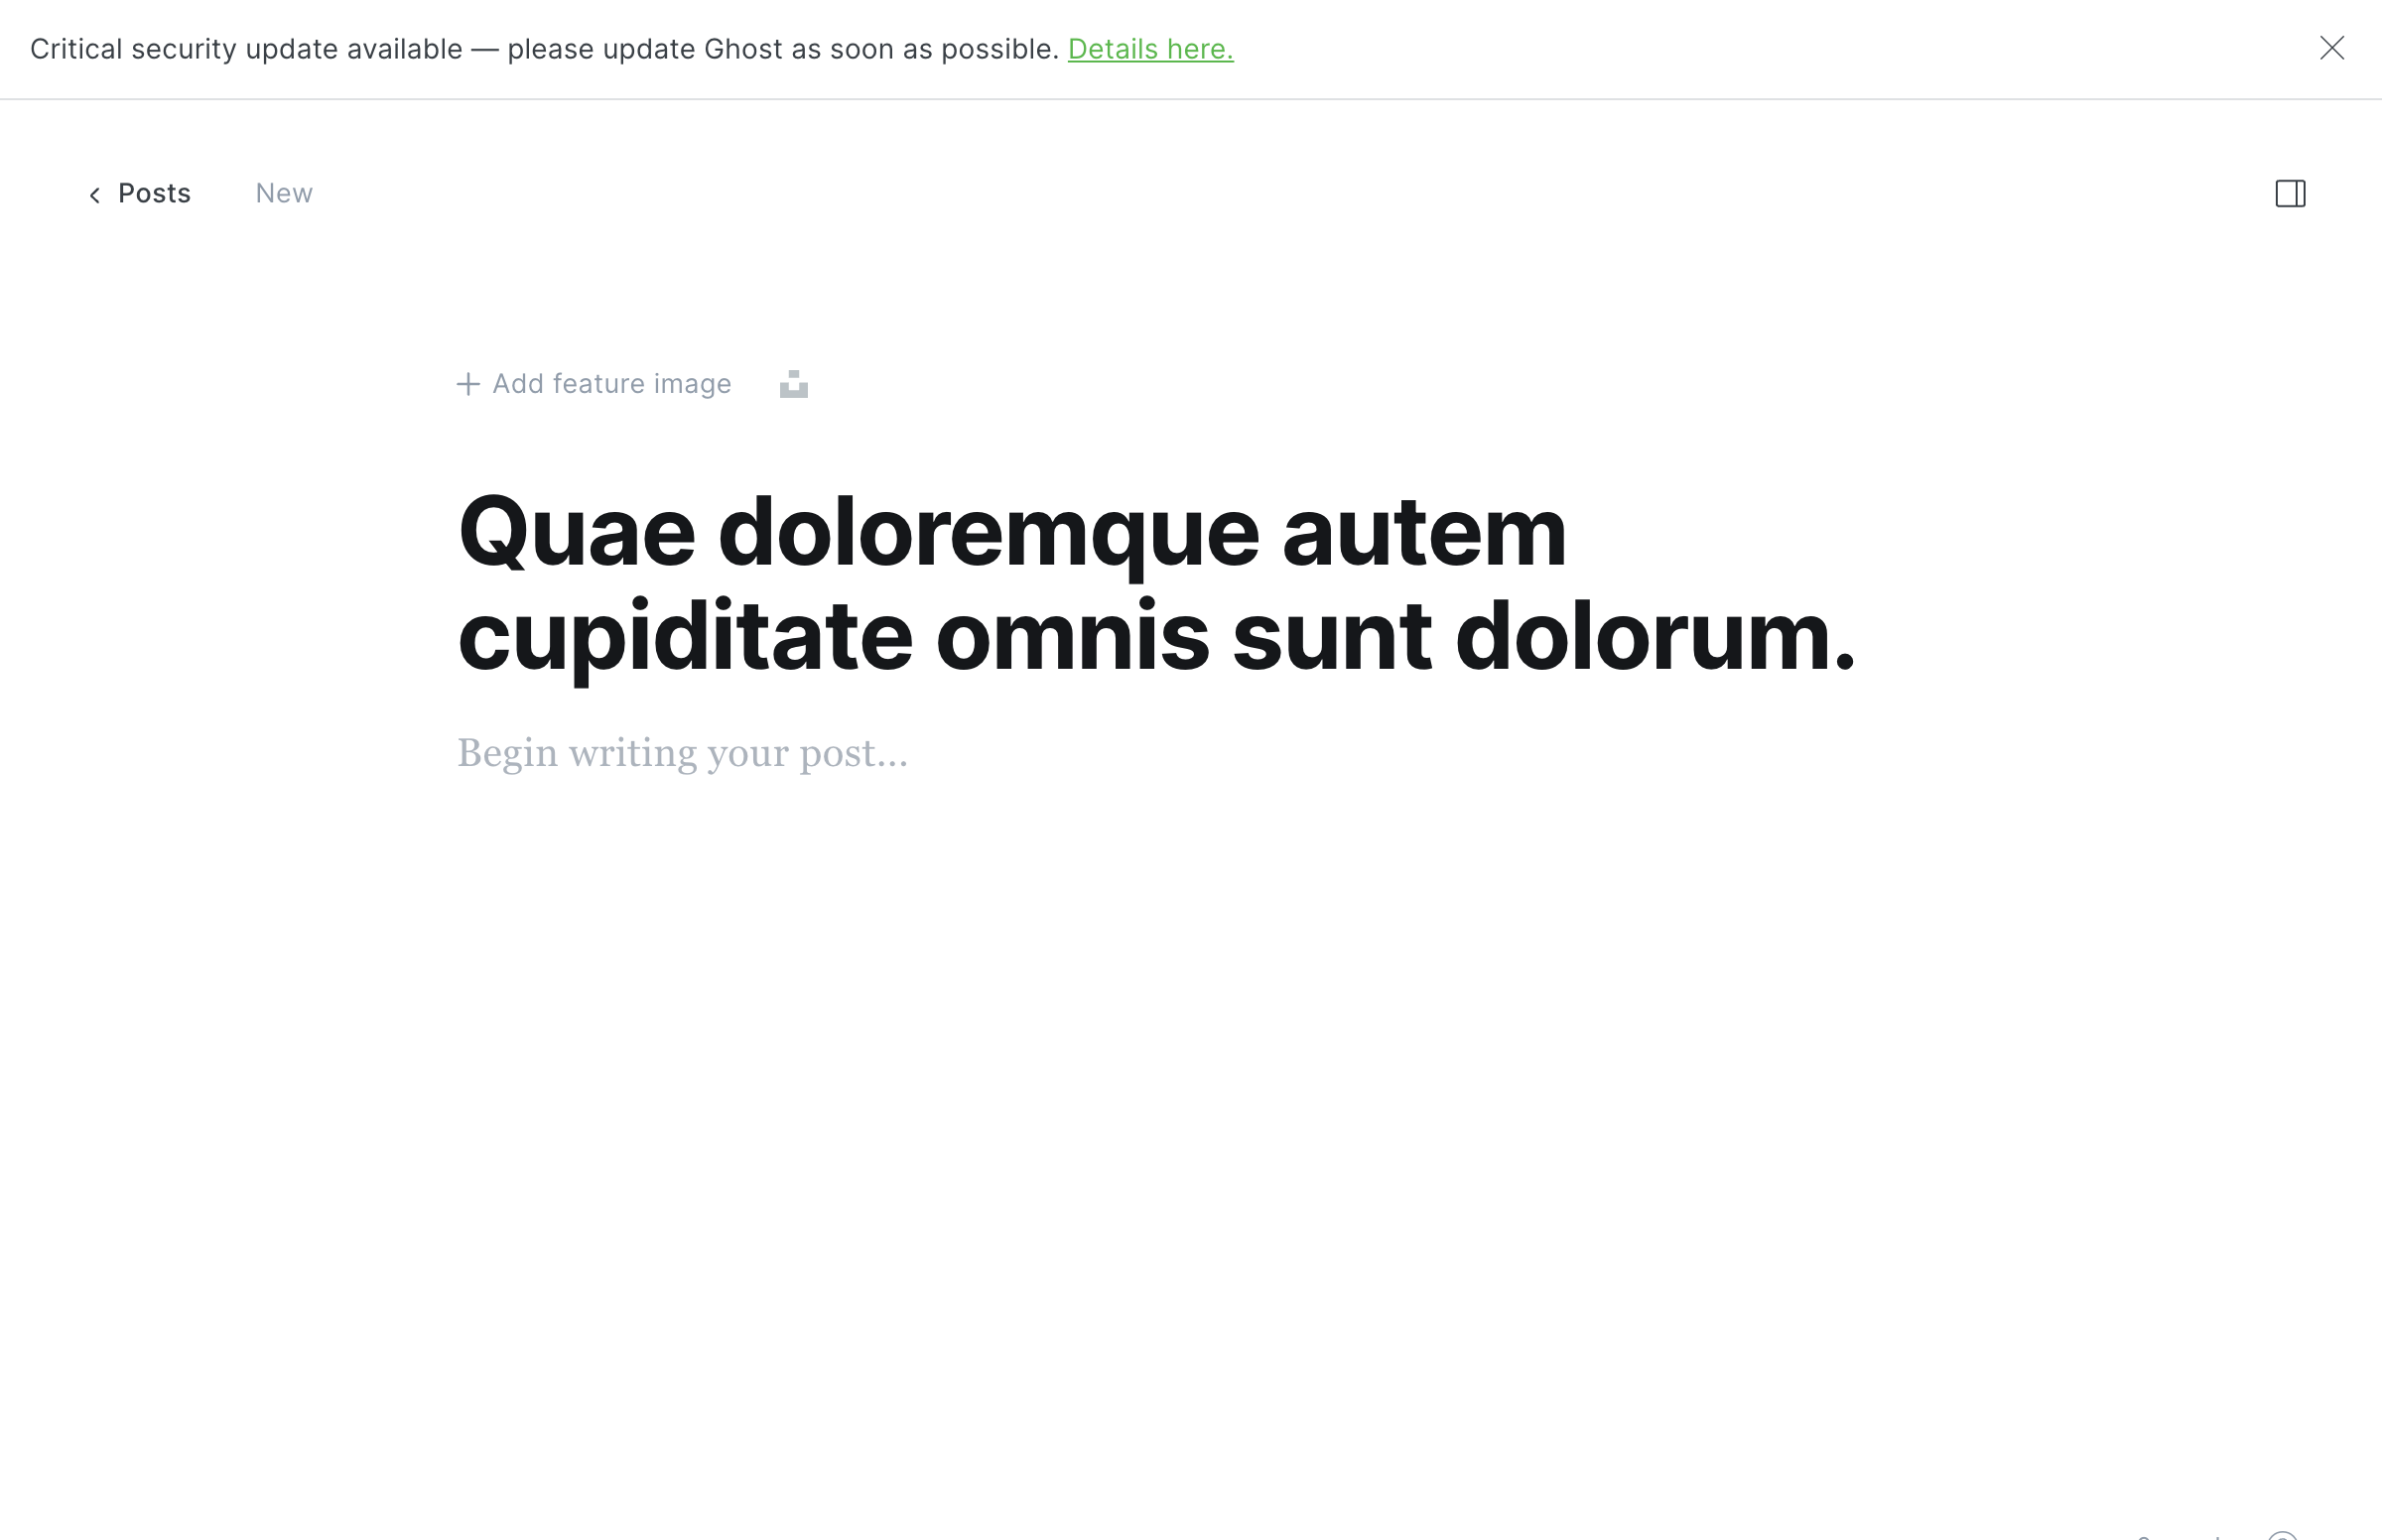 Critical security update available — please update Ghost as soon as possible. Details here.
Posts New
Add feature image
Quae doloremque autem
cupiditate omnis sunt dolorum.
Begin writing your post...